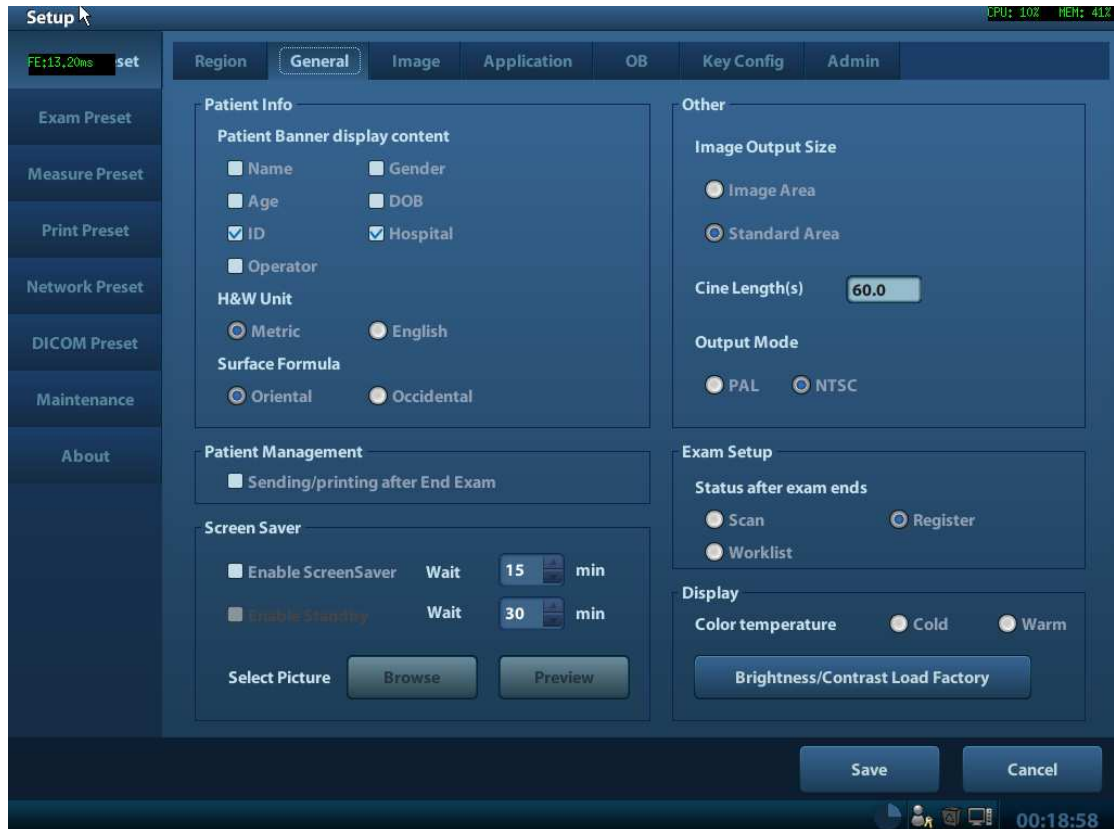 Setup
CPU: 10% MEM: 41%
FE:13.20ms set
Region General Image Application OB Key Config Admin
Exam Preset
Measure Preset
Print Preset
Network Preset
DICOM Preset
Maintenance
About
Patient Info
Patient Banner display content
Name Gender
Age DOB
ID Hospital
Operator
H&W Unit
Metric English
Surface Formula
Oriental Occidental
Patient Management
Sending/printing after End Exam
Screen Saver
Enable ScreenSaver Wait 15 min
Enable Standby Wait 30 min
Select Picture Browse Preview
Other
Image Output Size
Image Area
Standard Area
Cine Length(s) 60.0
Output Mode
PAL NTSC
Exam Setup
Status after exam ends
Scan Register
Worklist
Display
Color temperature Cold Warm
Brightness/Contrast Load Factory
Save Cancel
00:18:58